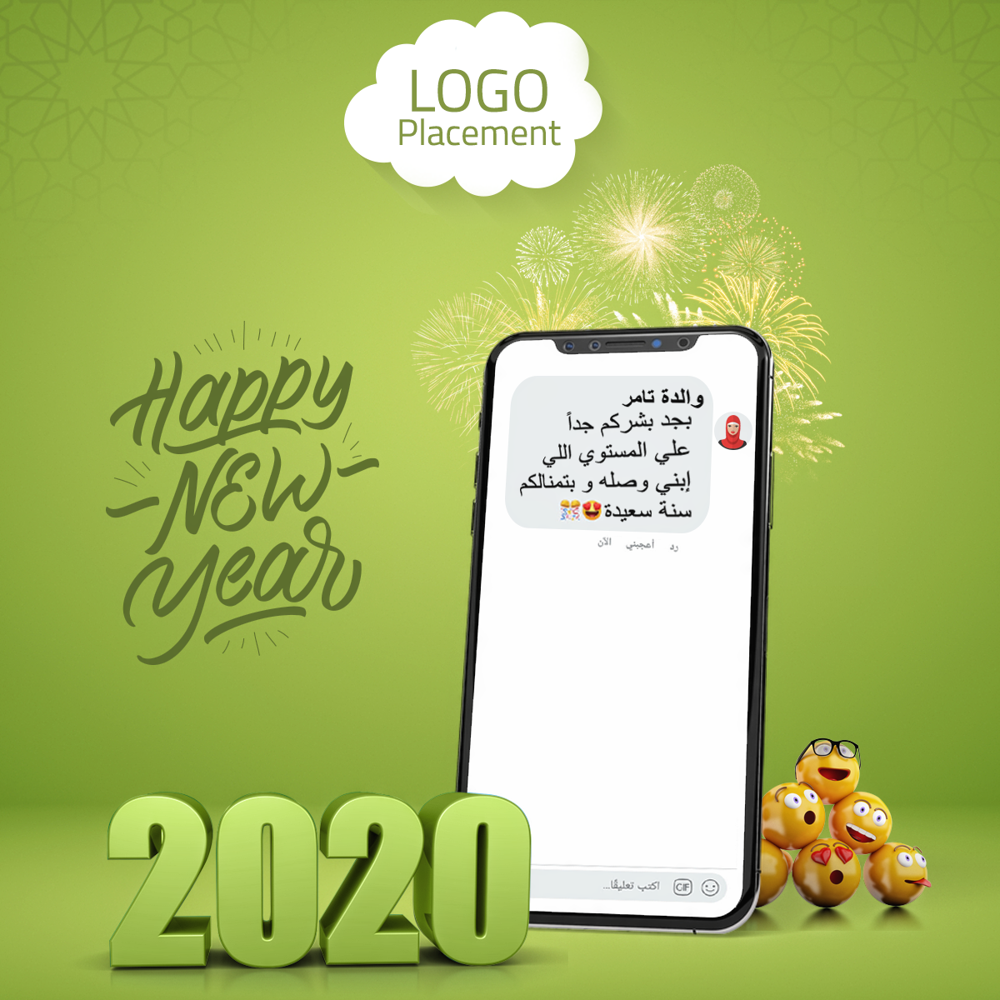 LOGO
Placement
Happy
NEW
year
والدة تامر
بجد بشركم جداً
علي المستوي اللي
إبني وصله و بتمنالكم
سنة سعيدة😍🎊
رد أعجبني الآن
اكتب تعليقًا...
GIF
2020